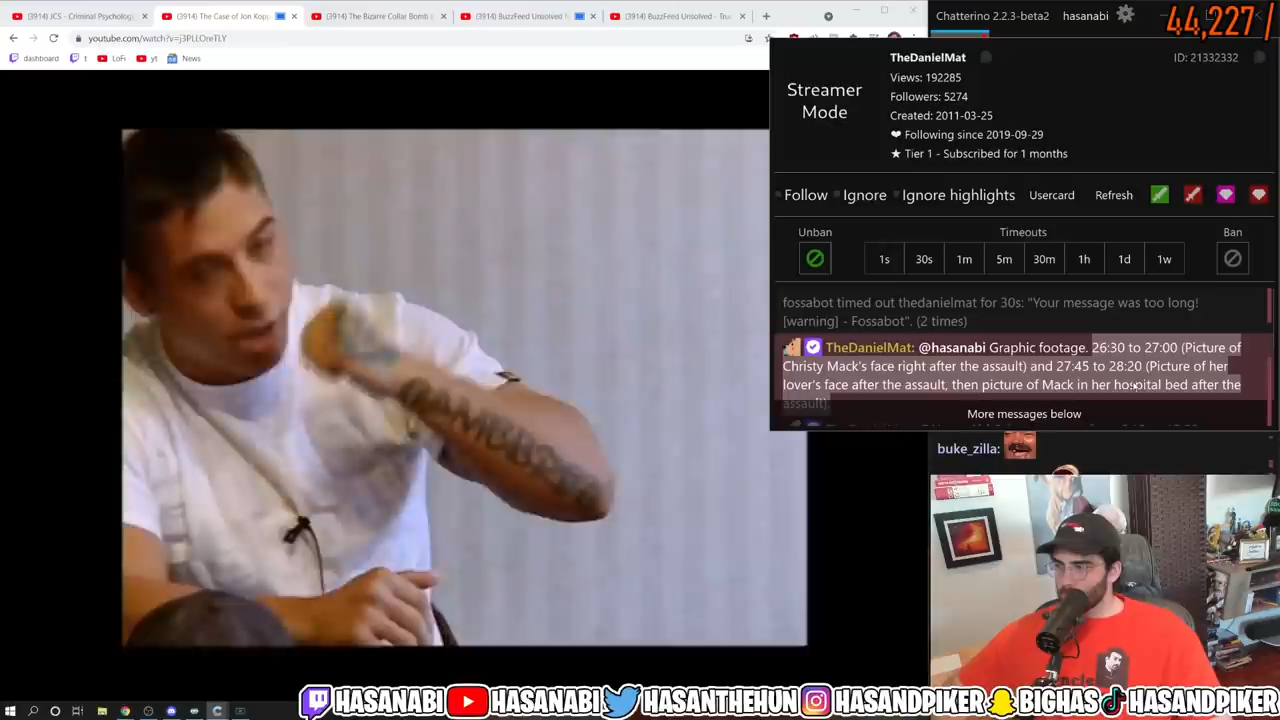 (3914) JCS - Criminal Psychology
(3914) The Case of Jon Kopp
(3914) The Bizarre Collar Bomb
(3914) BuzzFeed Unsolved
(3914) BuzzFeed Unsolved - Tru
youtube.com/watch?v=j3PLLOreTLY
dashboard
t
LoFi
yt
News
Chatterino 2.2.3-beta2
hasanabi
44,227 /
Streamer
Mode
TheDanielMat
ID: 21332332
Views: 192285
Followers: 5274
Created: 2011-03-25
❤ Following since 2019-09-29
★ Tier 1 - Subscribed for 1 months
Follow
Ignore
Ignore highlights
Usercard
Refresh
Unban
Timeouts
Ban
1s
30s
1m
5m
30m
1h
1d
1w
fossabot timed out thedanielmat for 30s: "Your message was too long!
[warning] - Fossabot". (2 times)
TheDanielMat: @hasanabi Graphic footage. 26:30 to 27:00 (Picture of
Christy Mack's face right after the assault) and 27:45 to 28:20 (Picture of her
lover's face after the assault, then picture of Mack in her hospital bed after the
assault).
More messages below
buke_zilla:
HASANABI
HASANABI
HASANTHEHUN
HASANDPIKER
BIGHAS
HASANDPIKER